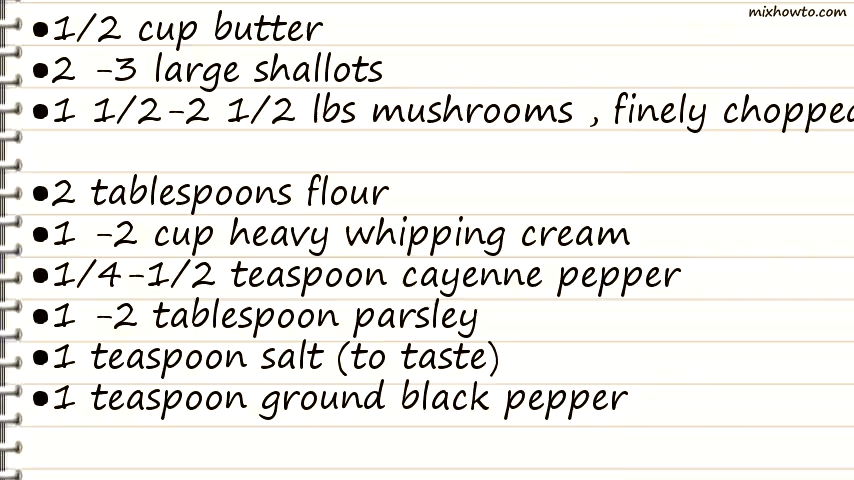 mixhowto.com
•1/2 cup butter
•2 -3 large shallots
•1 1/2-2 1/2 lbs mushrooms , finely chopped
•2 tablespoons flour
•1 -2 cup heavy whipping cream
•1/4-1/2 teaspoon cayenne pepper
•1 -2 tablespoon parsley
•1 teaspoon salt (to taste)
•1 teaspoon ground black pepper